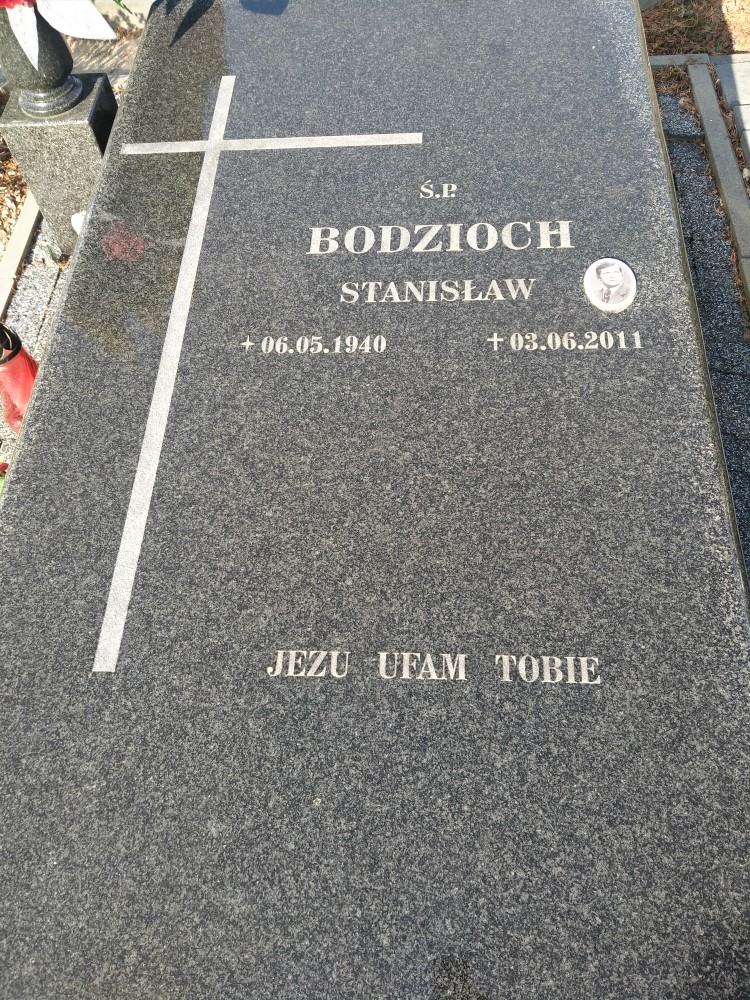 Ś.P.
BODZIOCH
STANISŁAW
+ 06.05.1940 + 03.06.2011
JEZU UFAM TOBIE